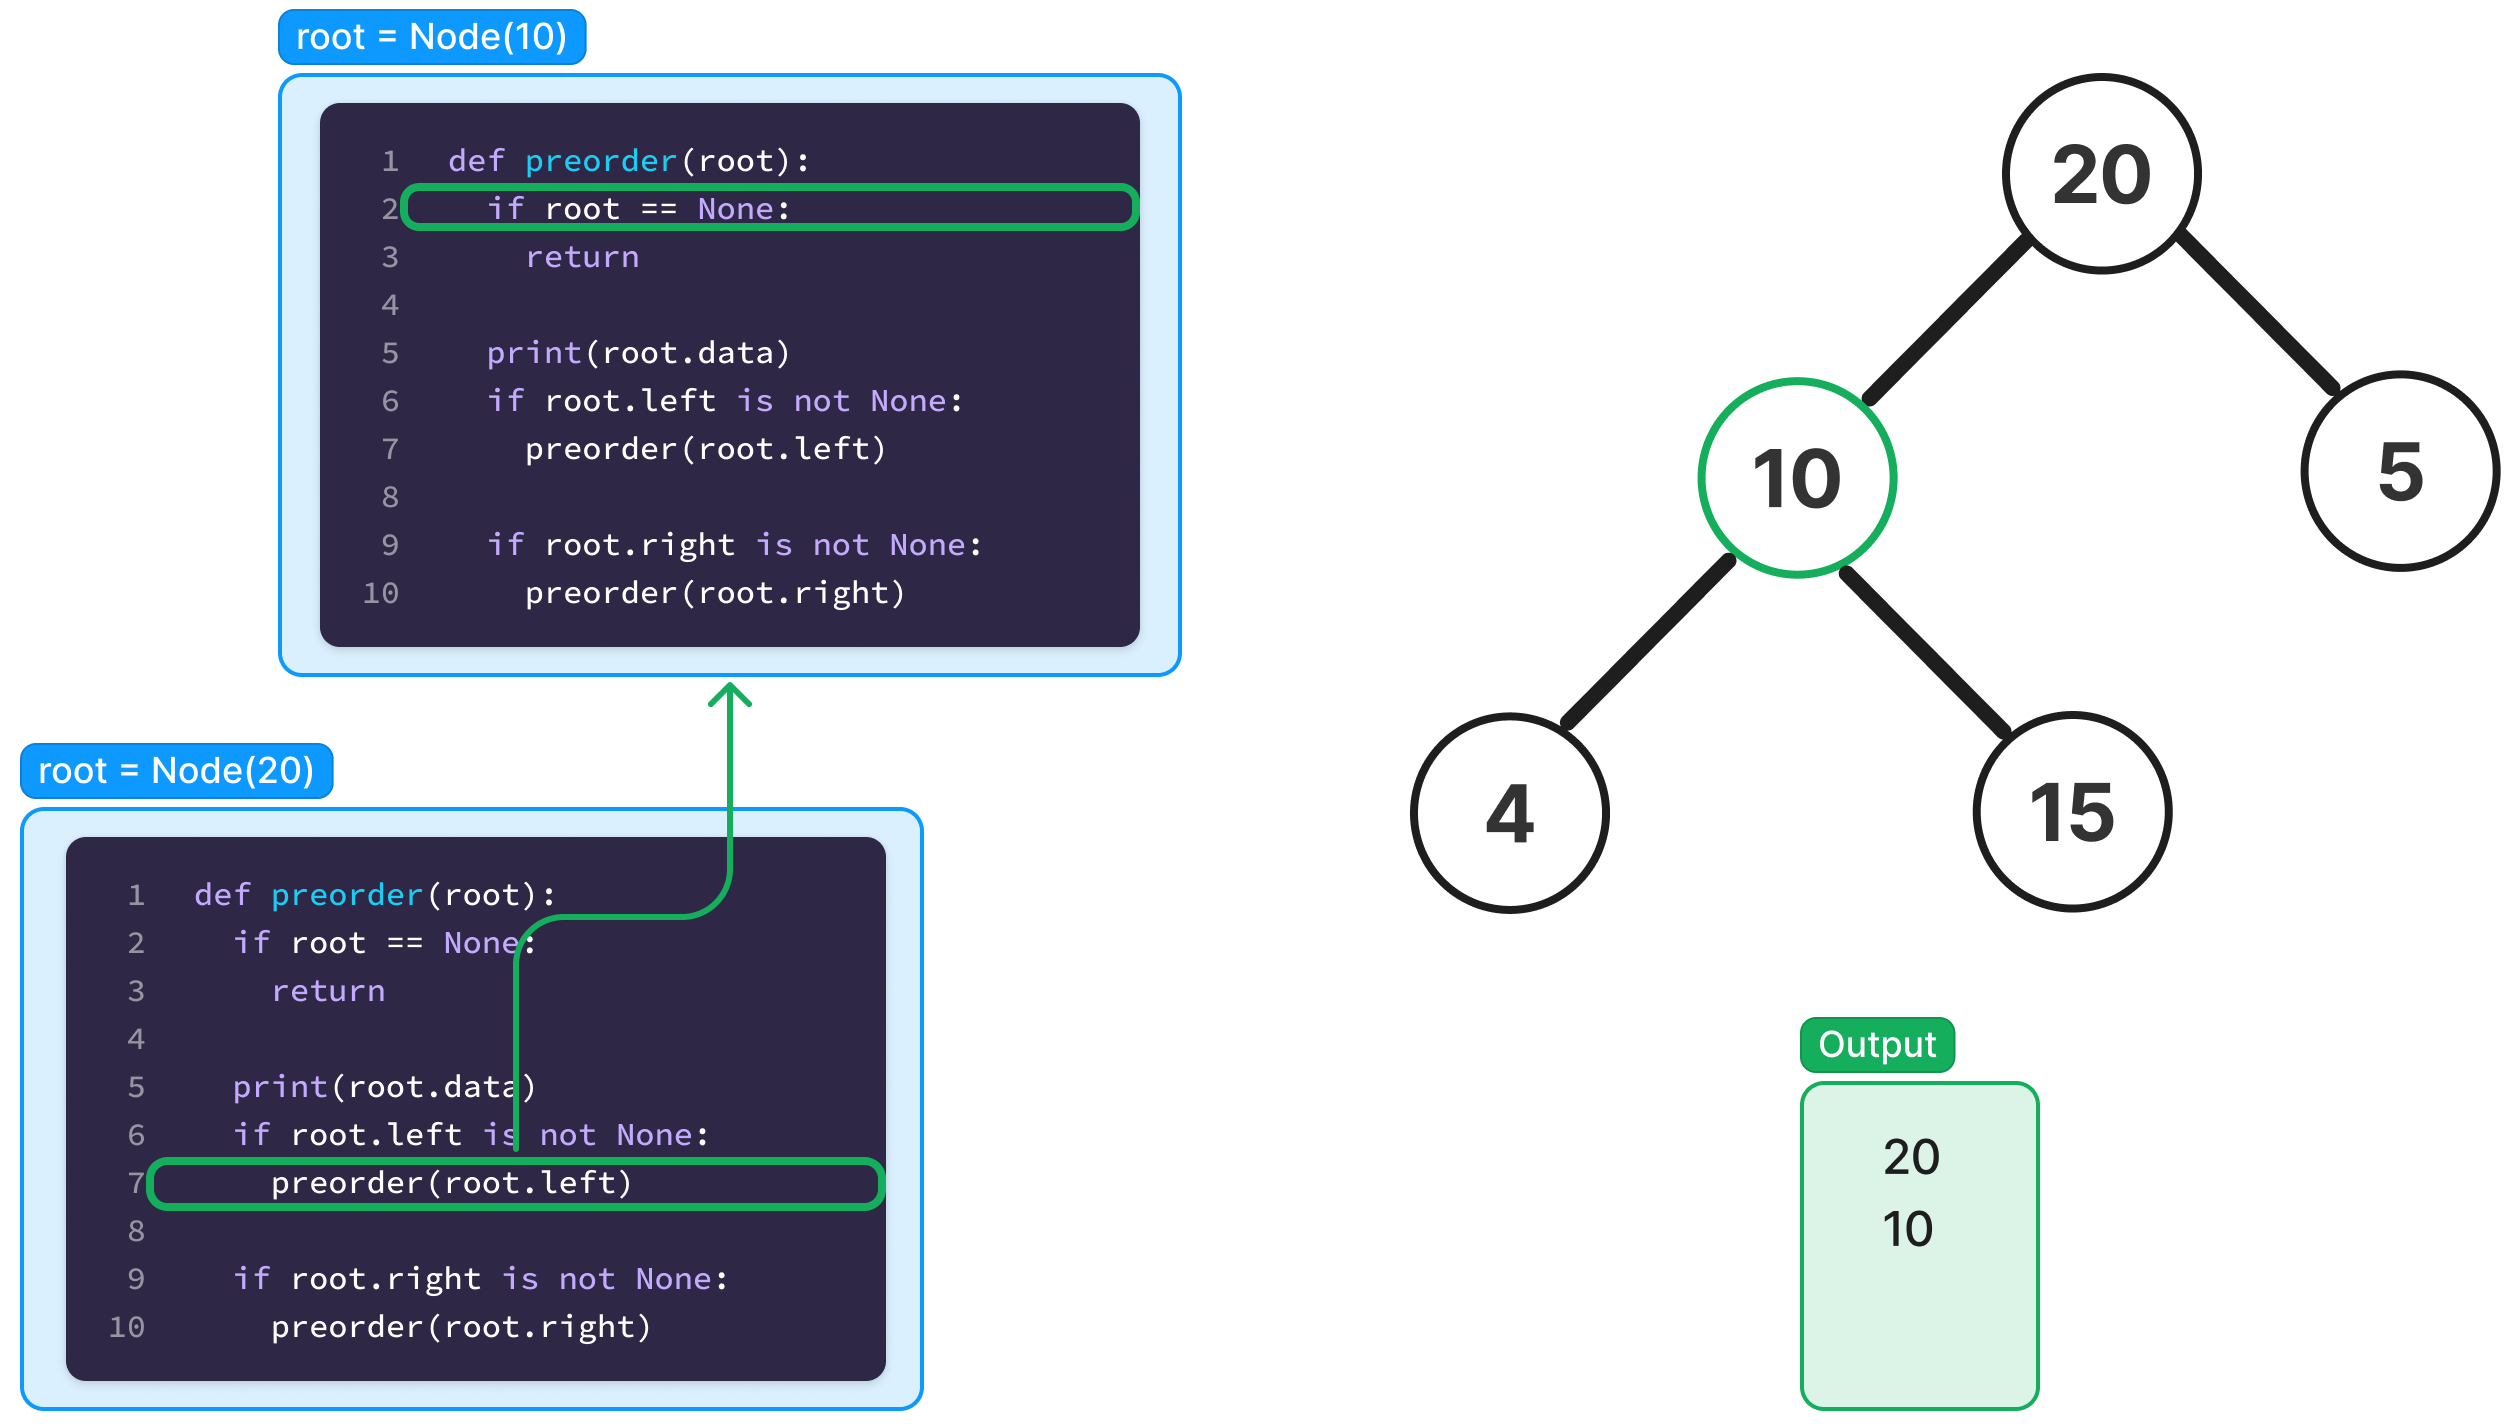 root = Node(10)
1 def preorder(root):
2 if root == None:
3 return
4
5 print(root.data)
6 if root.left is not None:
7 preorder(root.left)
8
9 if root.right is not None:
10 preorder(root.right)
root = Node(20)
1 def preorder(root):
2 if root == None:
3 return
4
5 print(root.data)
6 if root.left is not None:
7 preorder(root.left)
8
9 if root.right is not None:
10 preorder(root.right)
20
10
5
4
15
Output
20
10